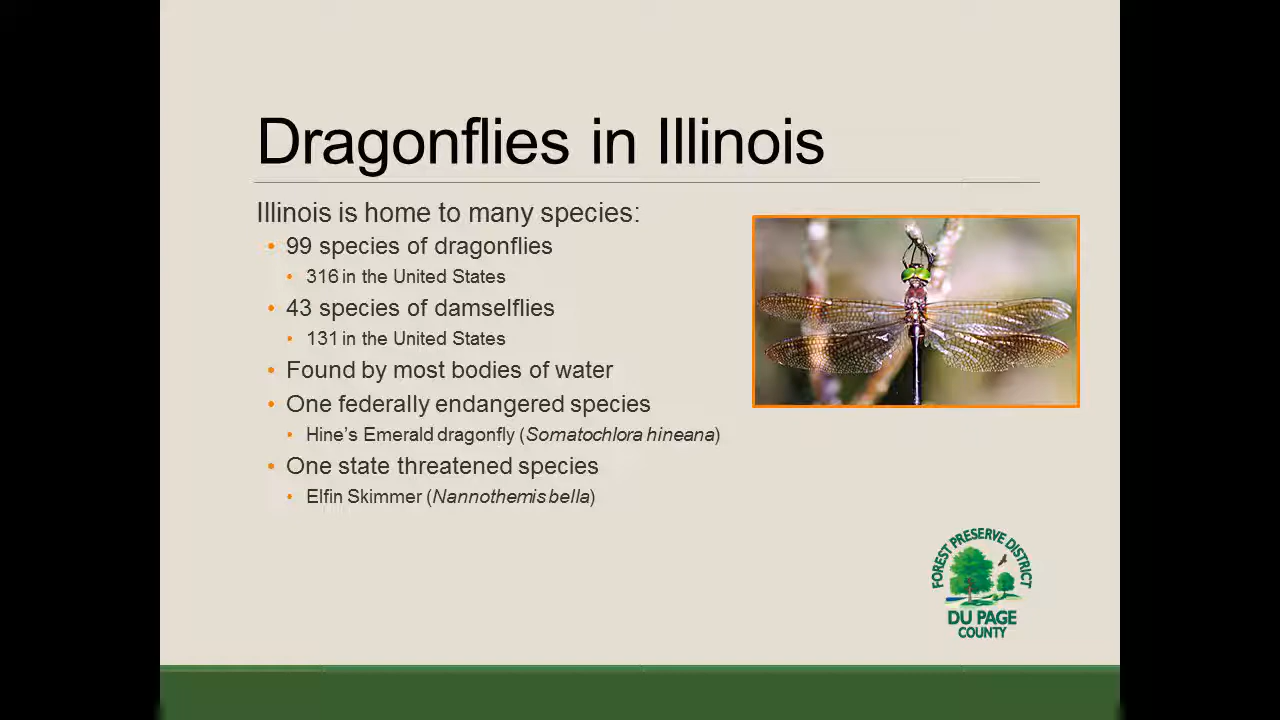 Dragonflies in Illinois
Illinois is home to many species:
• 99 species of dragonflies
• 316 in the United States
• 43 species of damselflies
• 131 in the United States
• Found by most bodies of water
• One federally endangered species
• Hine's Emerald dragonfly (Somatochlora hineana)
• One state threatened species
• Elfin Skimmer (Nannothemis bella)
FOREST PRESERVE DISTRICT
DU PAGE
COUNTY